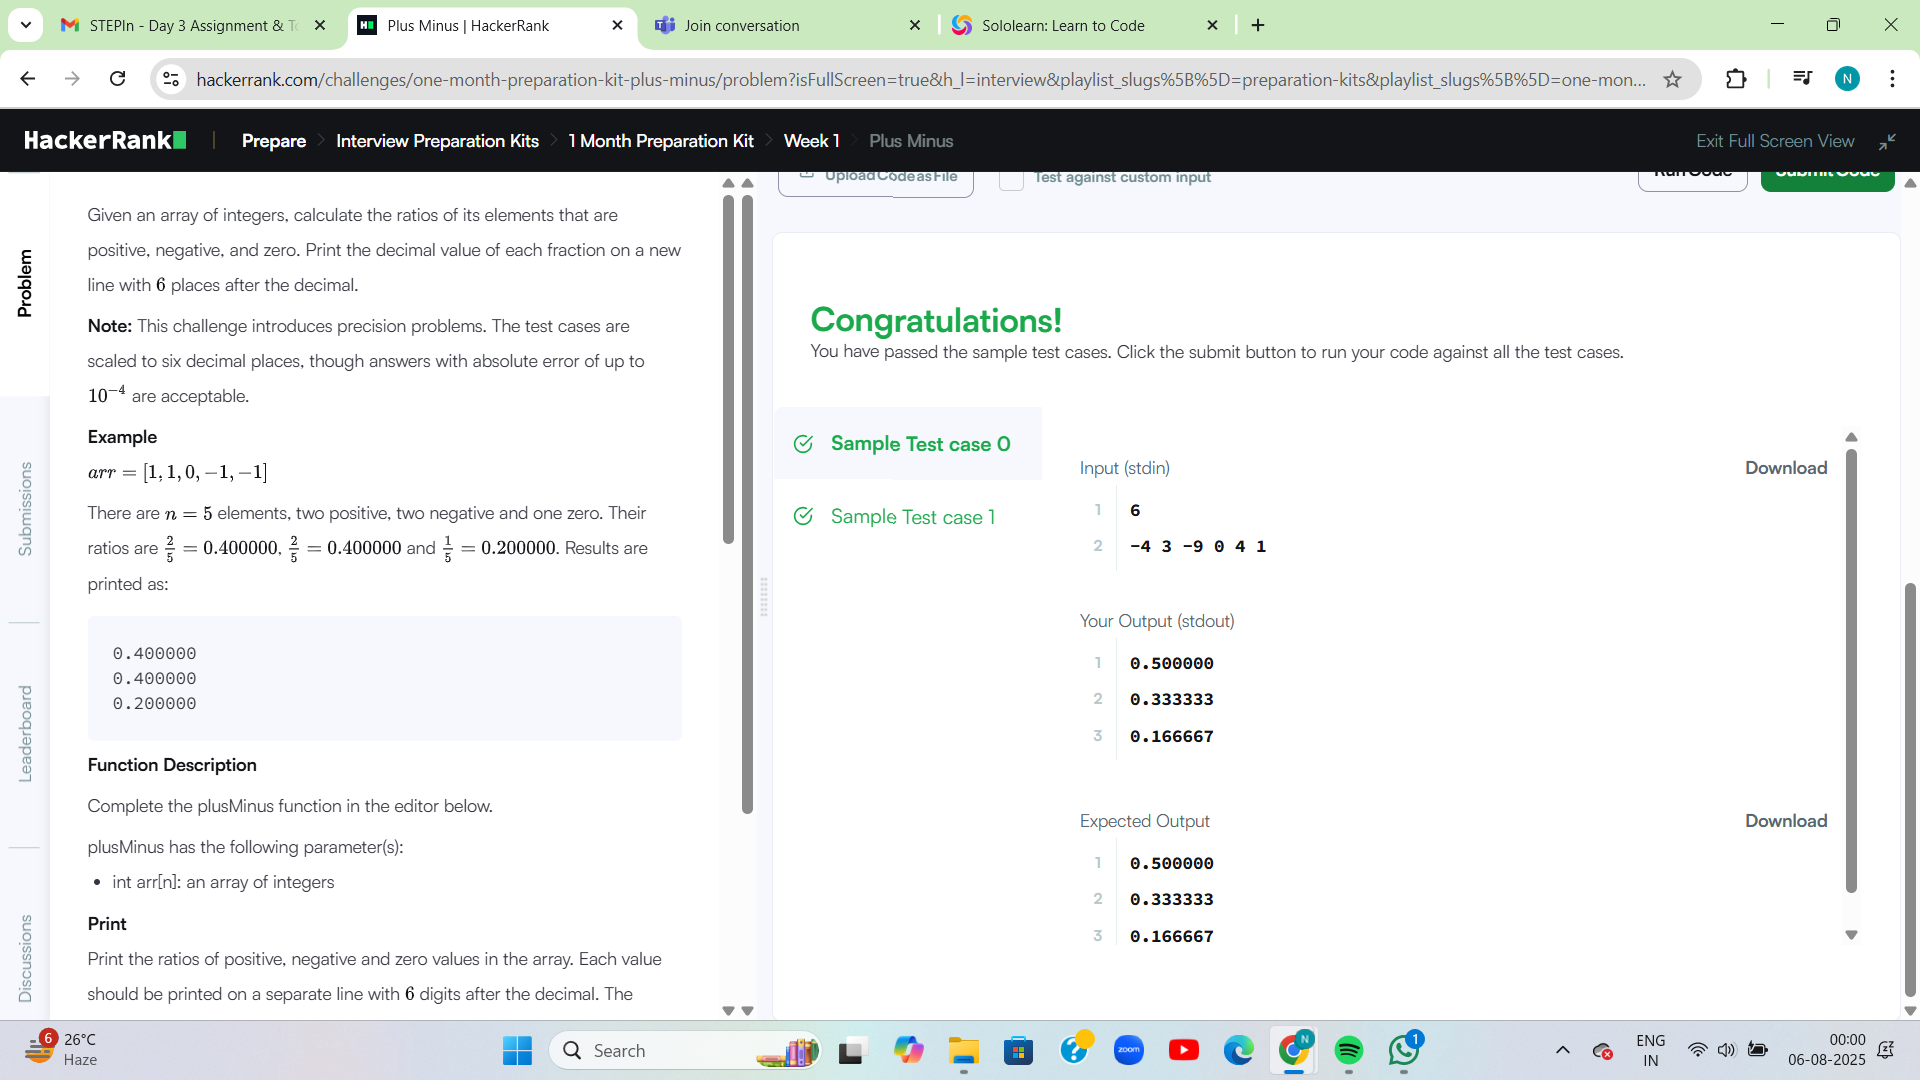 STEPIn - Day 3 Assignment & To
Plus Minus | HackerRank
Join conversation
Sololearn: Learn to Code
hackerrank.com/challenges/one-month-preparation-kit-plus-minus/problem?isFullScreen=true&h_l=interview&playlist_slugs%5B%5D=preparation-kits&playlist_slugs%5B%5D=one-mon...
N
HackerRank
Prepare
Interview Preparation Kits
1 Month Preparation Kit
Week 1
Plus Minus
Exit Full Screen View
Problem
Submissions
Leaderboard
Discussions
Given an array of integers, calculate the ratios of its elements that are
positive, negative, and zero. Print the decimal value of each fraction on a new
line with 6 places after the decimal.
Note: This challenge introduces precision problems. The test cases are
scaled to six decimal places, though answers with absolute error of up to
10⁻⁴ are acceptable.
Example
arr = [1, 1, 0, −1, −1]
There are n = 5 elements, two positive, two negative and one zero. Their
ratios are 2/5 = 0.400000, 2/5 = 0.400000 and 1/5 = 0.200000. Results are
printed as:
0.400000
0.400000
0.200000
Function Description
Complete the plusMinus function in the editor below.
plusMinus has the following parameter(s):
• int arr[n]: an array of integers
Print
Print the ratios of positive, negative and zero values in the array. Each value
should be printed on a separate line with 6 digits after the decimal. The
Upload Code as File
Test against custom input
Run Code
Submit Code
Congratulations!
You have passed the sample test cases. Click the submit button to run your code against all the test cases.
Sample Test case 0
Sample Test case 1
Input (stdin)
Download
1 6
2 -4 3 -9 0 4 1
Your Output (stdout)
1 0.500000
2 0.333333
3 0.166667
Expected Output
Download
1 0.500000
2 0.333333
3 0.166667
6
26°C
Haze
Search
zoom
N
1
ENG
IN
00:00
06-08-2025